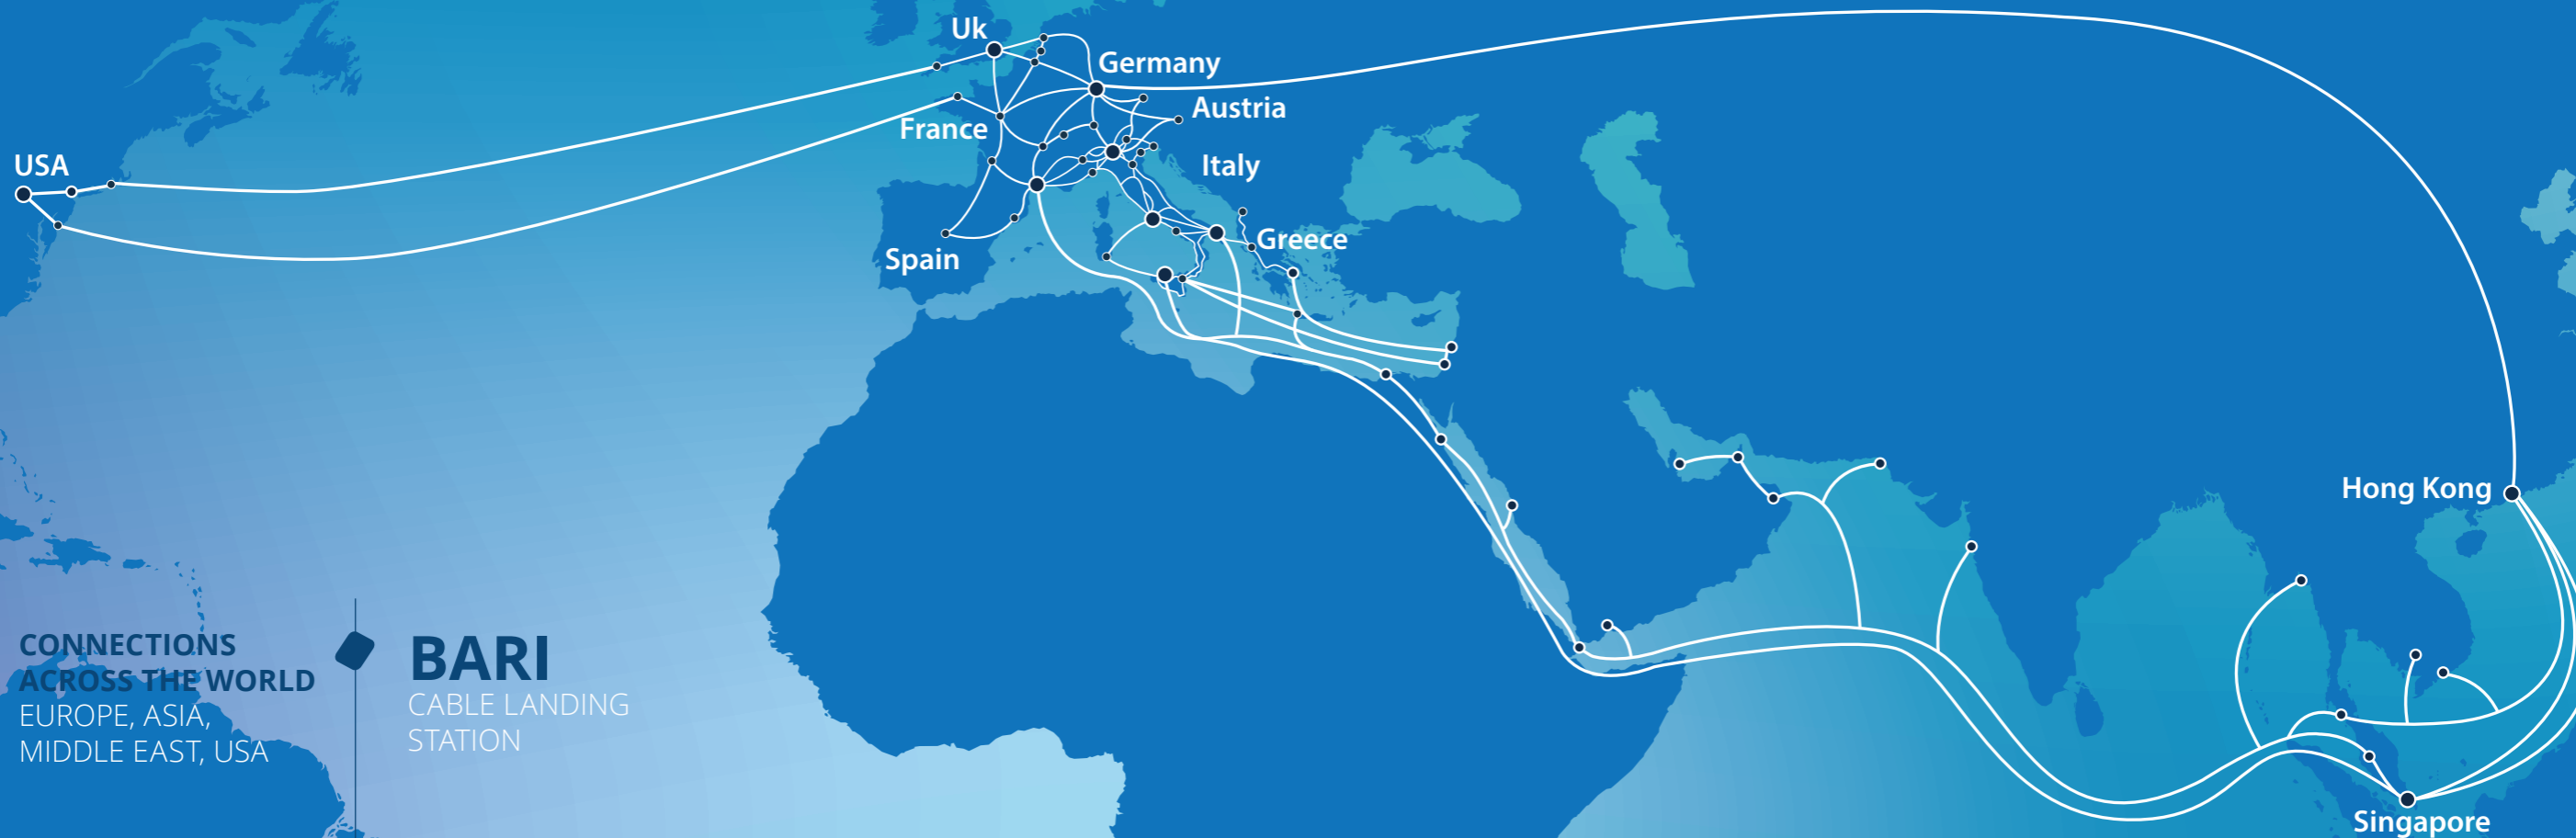 Uk
Germany
Austria
France
USA
Italy
Greece
Spain
Hong Kong
CONNECTIONS
ACROSS THE WORLD
EUROPE, ASIA,
MIDDLE EAST, USA
BARI
CABLE LANDING
STATION
Singapore